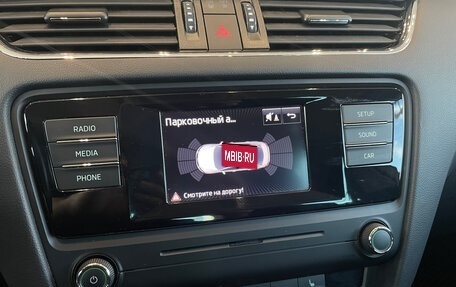 RADIO
MEDIA
PHONE
Парковочный а...
MBIB·RU
Смотрите на дорогу!
SETUP
SOUND
CAR